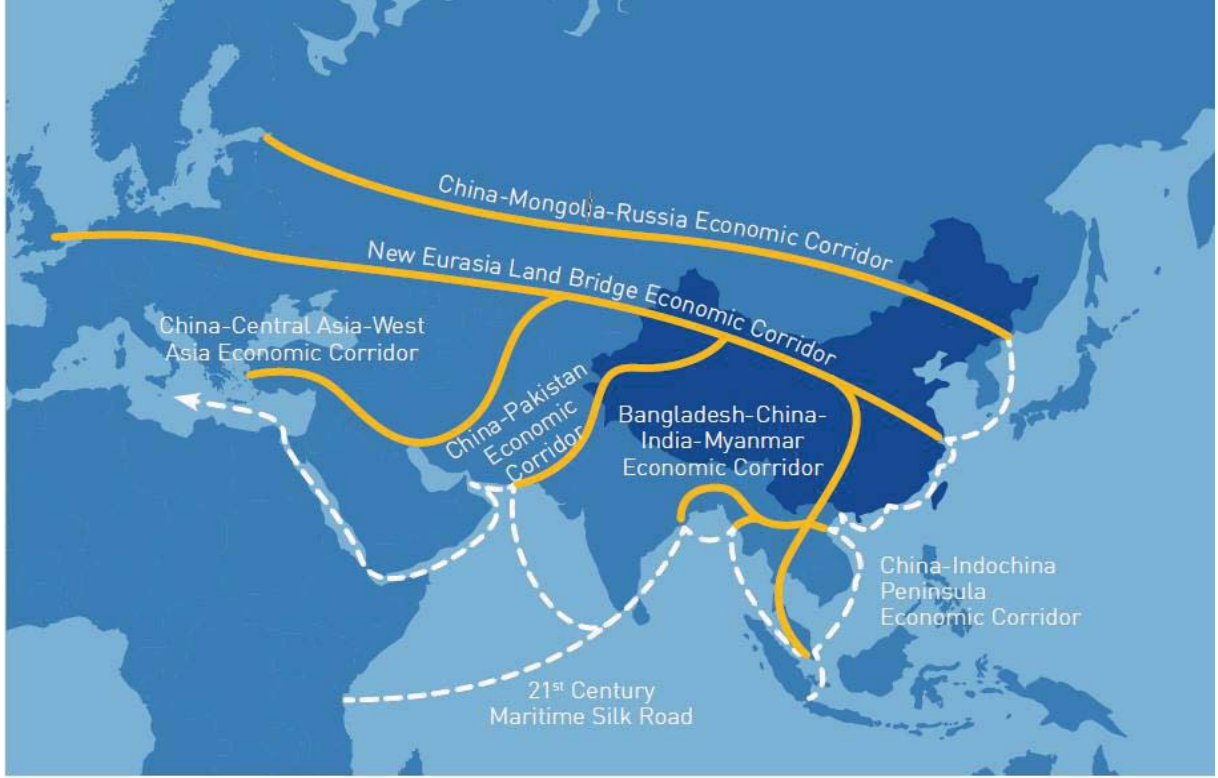 China-Mongolia-Russia Economic Corridor
New Eurasia Land Bridge Economic Corridor
China-Central Asia-West
Asia Economic Corridor
China-Pakistan
Economic
Corridor
Bangladesh-China-
India-Myanmar
Economic Corridor
China-Indochina
Peninsula
Economic Corridor
21st Century
Maritime Silk Road